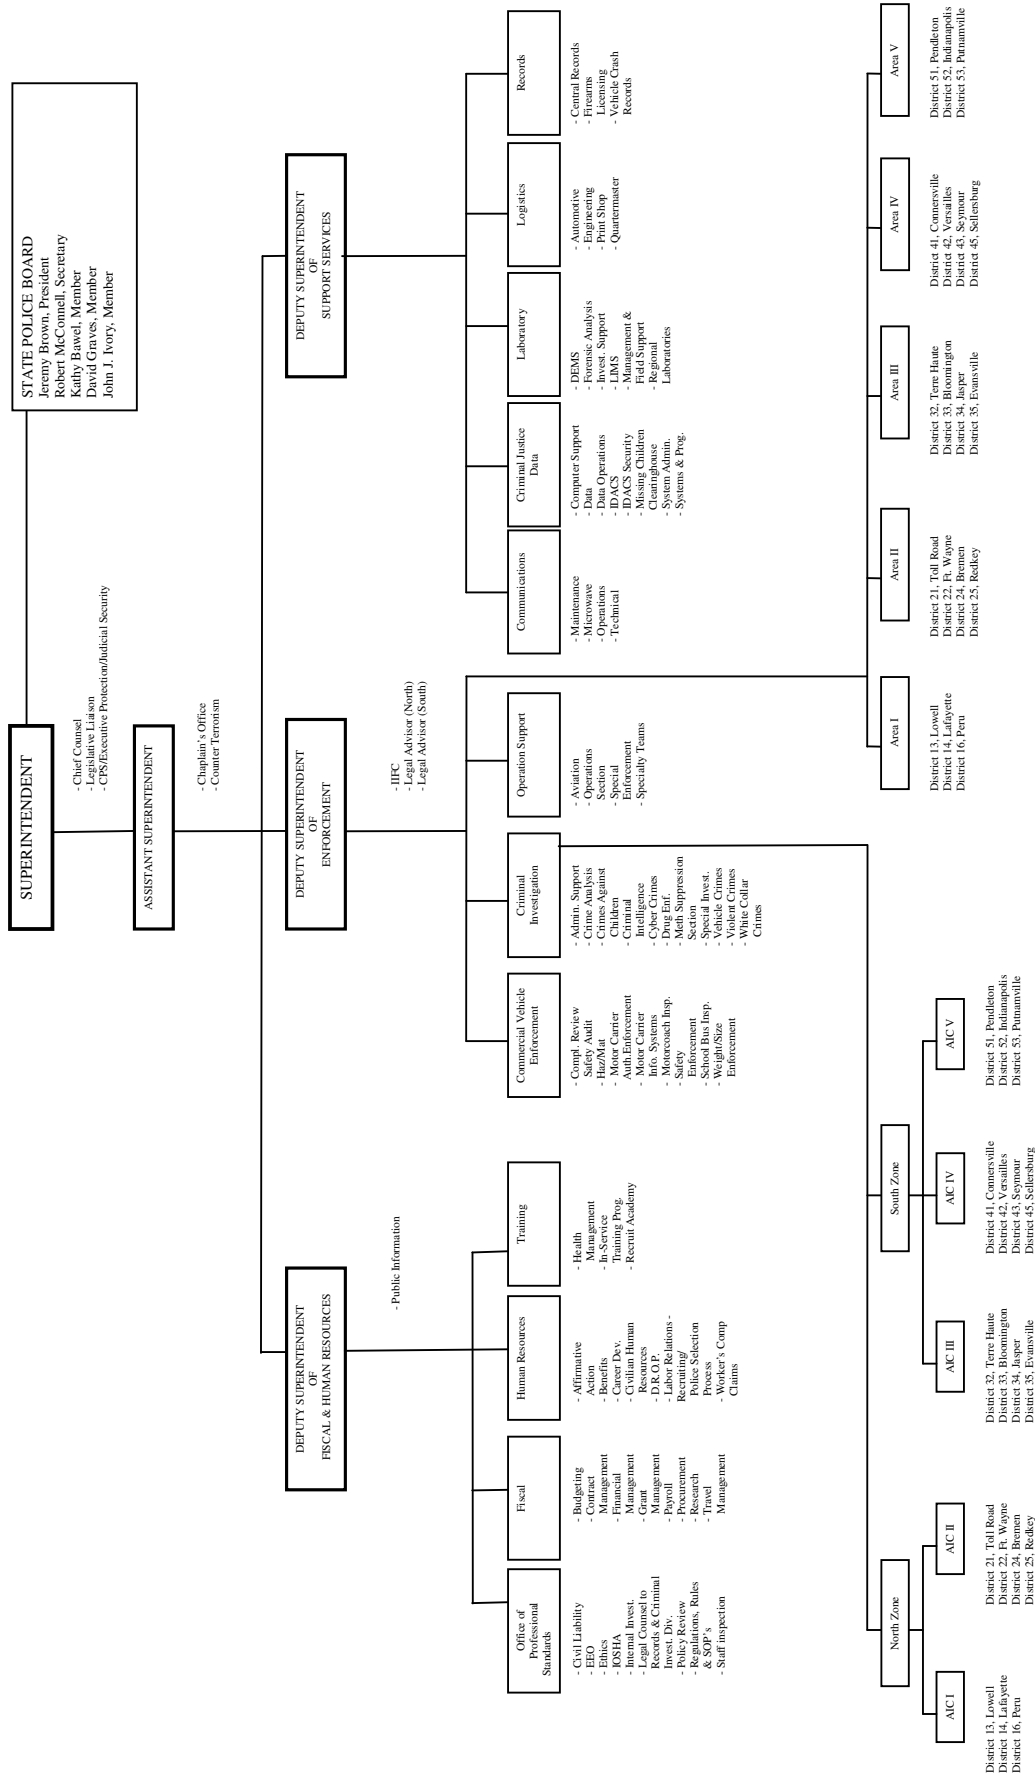 STATE POLICE BOARD
Jeremy Brown, President
Robert McConnell, Secretary
Kathy Bawel, Member
David Graves, Member
John J. Ivory, Member
SUPERINTENDENT
- Chief Counsel
- Legislative Liaison
- CPS/Executive Protection/Judicial Security
ASSISTANT SUPERINTENDENT
- Chaplain's Office
- Counter Terrorism
DEPUTY SUPERINTENDENT
OF
FISCAL & HUMAN RESOURCES
- Public Information
DEPUTY SUPERINTENDENT
OF
ENFORCEMENT
- IIFC
- Legal Advisor (North)
- Legal Advisor (South)
DEPUTY SUPERINTENDENT
OF
SUPPORT SERVICES
Office of
Professional
Standards
- Civil Liability
- EEO
- Ethics
- IOSHA
- Internal Invest.
- Legal Counsel to
Records & Criminal
Invest. Div.
- Policy Review
- Regulations, Rules
& SOP's
- Staff inspection
Fiscal
- Budgeting
- Contract
Management
- Financial
Management
- Grant
Management
- Payroll
- Procurement
- Research
- Travel
Management
Human Resources
- Affirmative
Action
- Benefits
- Career Dev.
- Civilian Human
Resources
- D.R.O.P.
- Labor Relations -
Recruiting/
Police Selection
Process
- Worker's Comp
Claims
Training
- Health
Management
- In-Service
Training Prog.
- Recruit Academy
Commercial Vehicle
Enforcement
- Compl. Review
Safety Audit
- Haz/Mat
- Motor Carrier
Auth.Enforcement
- Motor Carrier
Info. Systems
- Motorcoach Insp.
- Safety
Enforcement
- School Bus Insp.
- Weight/Size
Enforcement
Criminal
Investigation
- Admin. Support
- Crime Analysis
- Crimes Against
Children
- Criminal
Intelligence
- Cyber Crimes
- Drug Enf.
- Meth Suppression
Section
- Special Invest.
- Vehicle Crimes
- Violent Crimes
- White Collar
Crimes
Operation Support
- Aviation
- Operations
Section
- Special
Enforcement
- Specialty Teams
Communications
- Maintenance
- Microwave
- Operations
- Technical
Criminal Justice
Data
- Computer Support
- Data
- Data Operations
- IDACS
- IDACS Security
- Missing Children
Clearinghouse
- System Admin.
- Systems & Prog.
Laboratory
- DEMS
- Forensic Analysis
- Invest. Support
- LIMS
- Management &
Field Support
- Regional
Laboratories
Logistics
- Automotive
- Engineering
- Print Shop
- Quartermaster
Records
- Central Records
- Firearms
Licensing
- Vehicle Crash
Records
North Zone
South Zone
Area I
District 13, Lowell
District 14, Lafayette
District 16, Peru
Area II
District 21, Toll Road
District 22, Ft. Wayne
District 24, Bremen
District 25, Redkey
Area III
District 32, Terre Haute
District 33, Bloomington
District 34, Jasper
District 35, Evansville
Area IV
District 41, Connersville
District 42, Versailles
District 43, Seymour
District 45, Sellersburg
Area V
District 51, Pendleton
District 52, Indianapolis
District 53, Putnamville
AIC I
District 13, Lowell
District 14, Lafayette
District 16, Peru
AIC II
District 21, Toll Road
District 22, Ft. Wayne
District 24, Bremen
District 25, Redkey
AIC III
District 32, Terre Haute
District 33, Bloomington
District 34, Jasper
District 35, Evansville
AIC IV
District 41, Connersville
District 42, Versailles
District 43, Seymour
District 45, Sellersburg
AIC V
District 51, Pendleton
District 52, Indianapolis
District 53, Putnamville